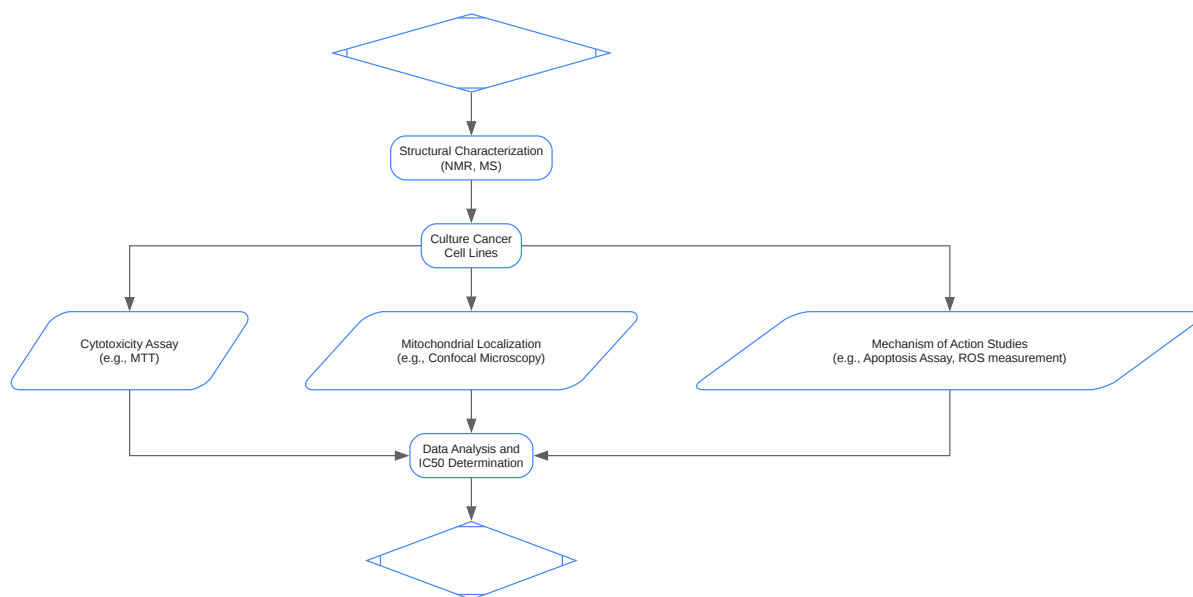 Structural Characterization
(NMR, MS)
Culture Cancer
Cell Lines
Cytotoxicity Assay
(e.g., MTT)
Mitochondrial Localization
(e.g., Confocal Microscopy)
Mechanism of Action Studies
(e.g., Apoptosis Assay, ROS measurement)
Data Analysis and
IC50 Determination